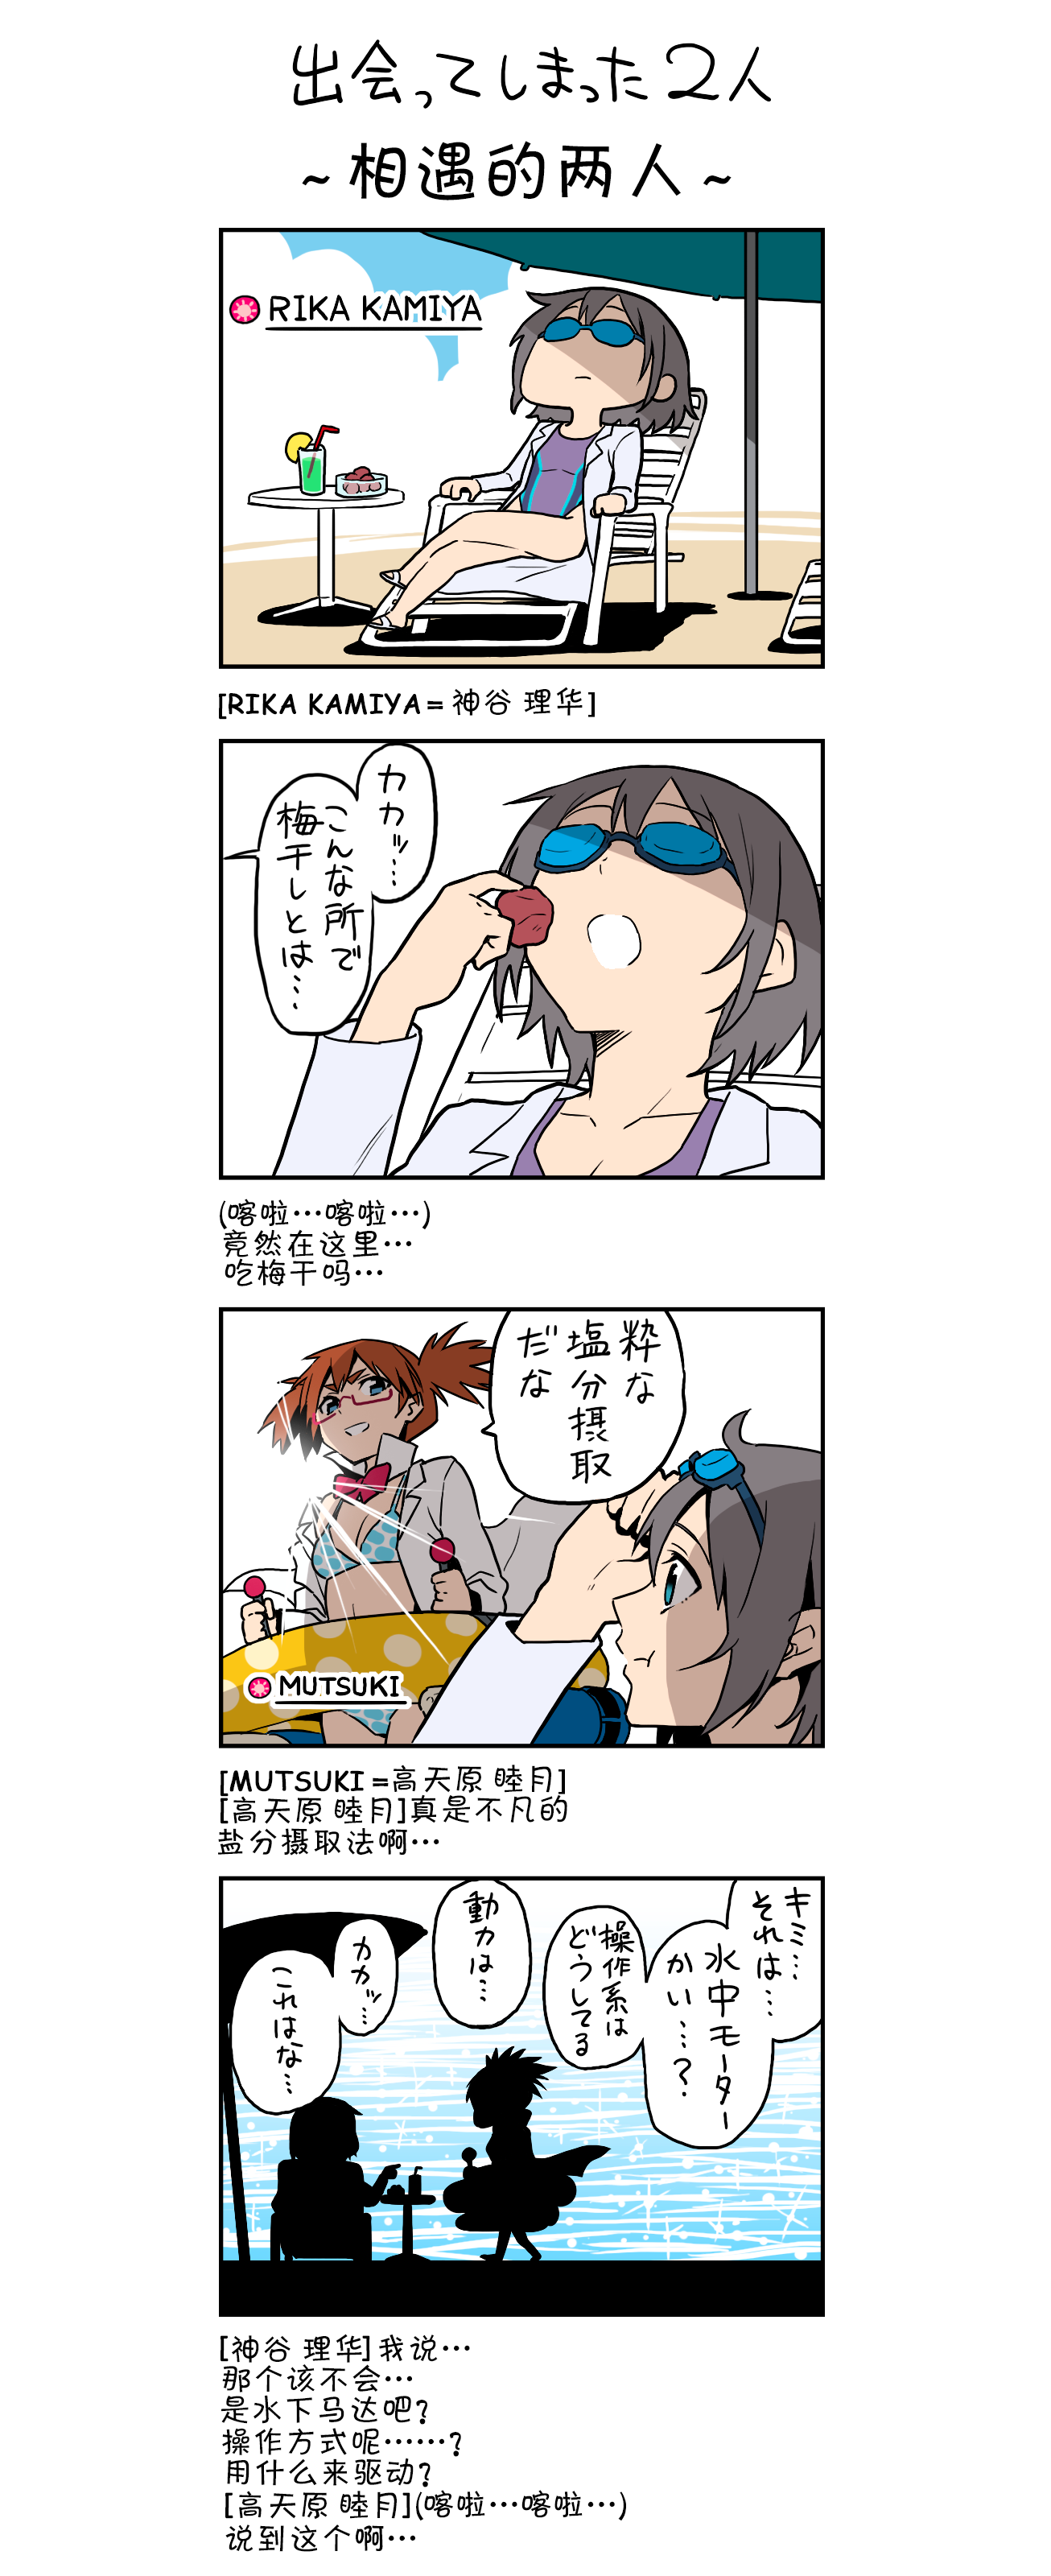 出会ってしまった2人
~相遇的两人~
RIKA KAMIYA
[RIKA KAMIYA = 神谷 理华]
カカッ…
こんな所で
梅干しとは…
(喀啦…喀啦…)
竟然在这里…
吃梅干吗…
粋な
塩分摂取
だな
MUTSUKI
[MUTSUKI =高天原 睦月]
[高天原 睦月]真是不凡的
盐分摄取法啊…
キミ…
それは…
水中モーター
かい…?
操作系は
どうしてる
動力は…
カカッ…
これはな…
[神谷 理华]我说…
那个该不会…
是水下马达吧?
操作方式呢……?
用什么来驱动?
[高天原 睦月](喀啦…喀啦…)
说到这个啊…